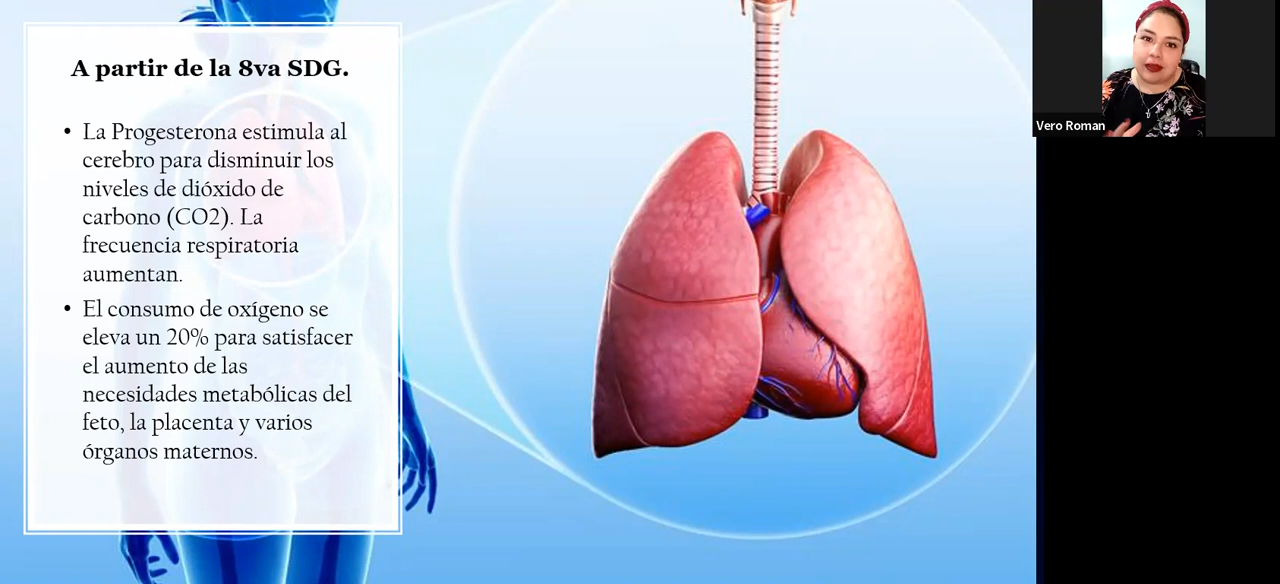 A partir de la 8va SDG.
• La Progesterona estimula al
cerebro para disminuir los
niveles de dióxido de
carbono (CO2). La
frecuencia respiratoria
aumentan.
• El consumo de oxígeno se
eleva un 20% para satisfacer
el aumento de las
necesidades metabólicas del
feto, la placenta y varios
órganos maternos.
Vero Roman